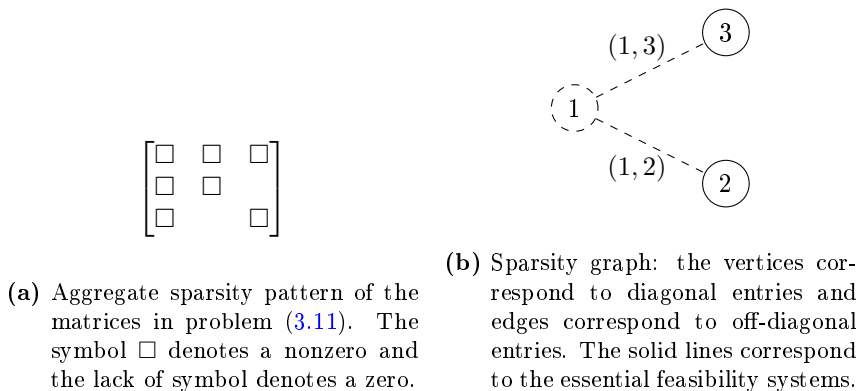 3
(1, 3)
1
(1, 2)
2
□ □ □
□ □
□ □
(a) Aggregate sparsity pattern of the
matrices in problem (3.11). The
symbol □ denotes a nonzero and
the lack of symbol denotes a zero.
(b) Sparsity graph: the vertices cor-
respond to diagonal entries and
edges correspond to off-diagonal
entries. The solid lines correspond
to the essential feasibility systems.